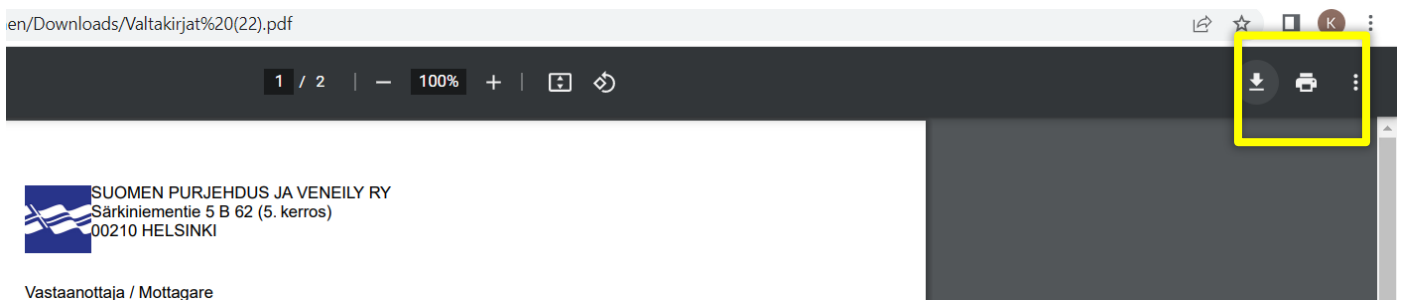 en/Downloads/Valtakirjat%20(22).pdf
K
1 / 2 | − 100% + |
SUOMEN PURJEHDUS JA VENEILY RY
Särkiniementie 5 B 62 (5. kerros)
00210 HELSINKI
Vastaanottaja / Mottagare